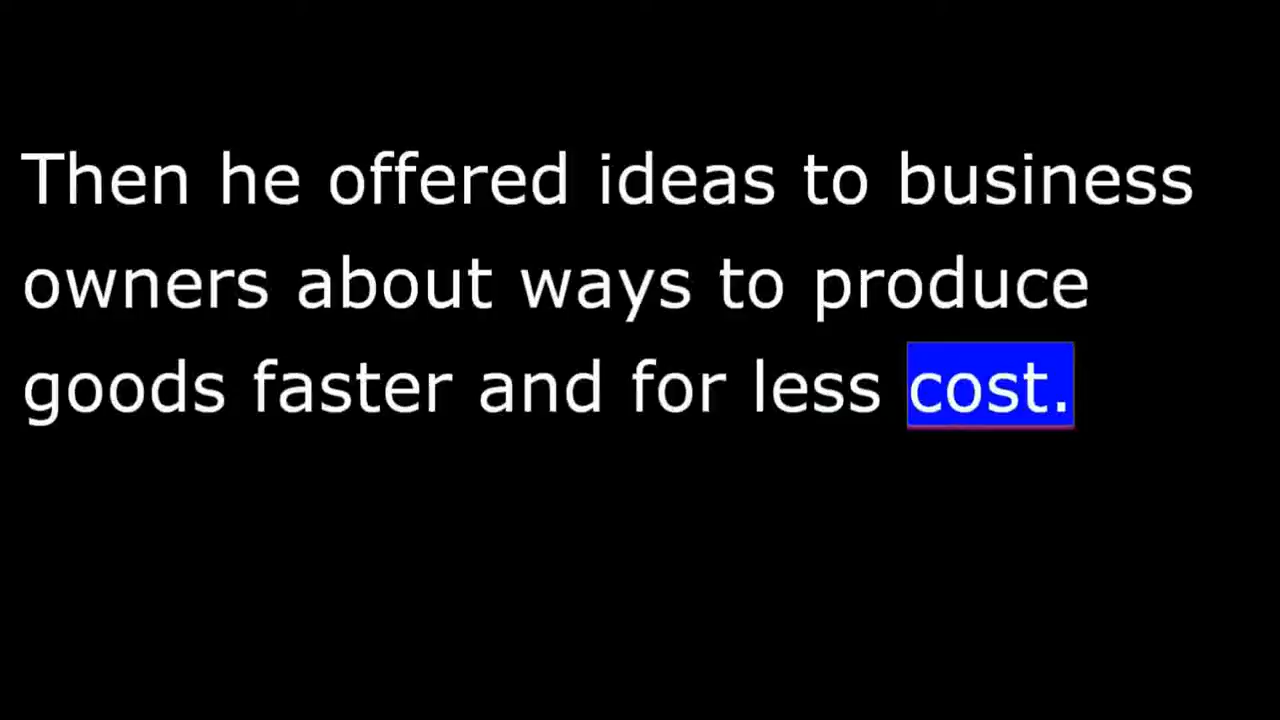 Then he offered ideas to business
owners about ways to produce
goods faster and for less cost.